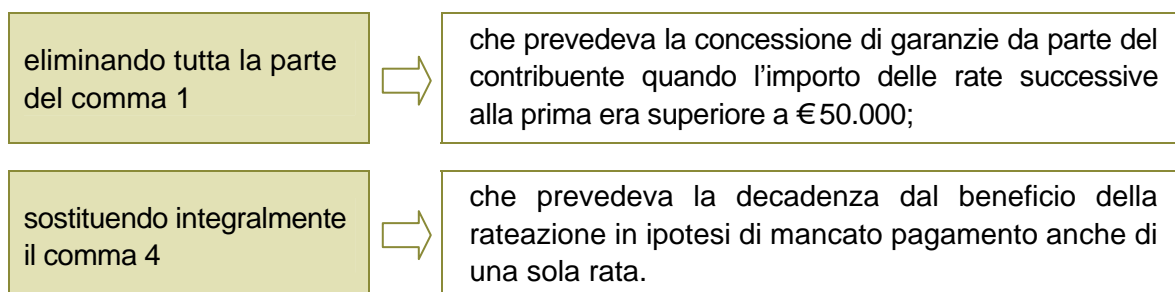 eliminando tutta la parte
del comma 1
che prevedeva la concessione di garanzie da parte del
contribuente quando l'importo delle rate successive
alla prima era superiore a € 50.000;
sostituendo integralmente
il comma 4
che prevedeva la decadenza dal beneficio della
rateazione in ipotesi di mancato pagamento anche di
una sola rata.